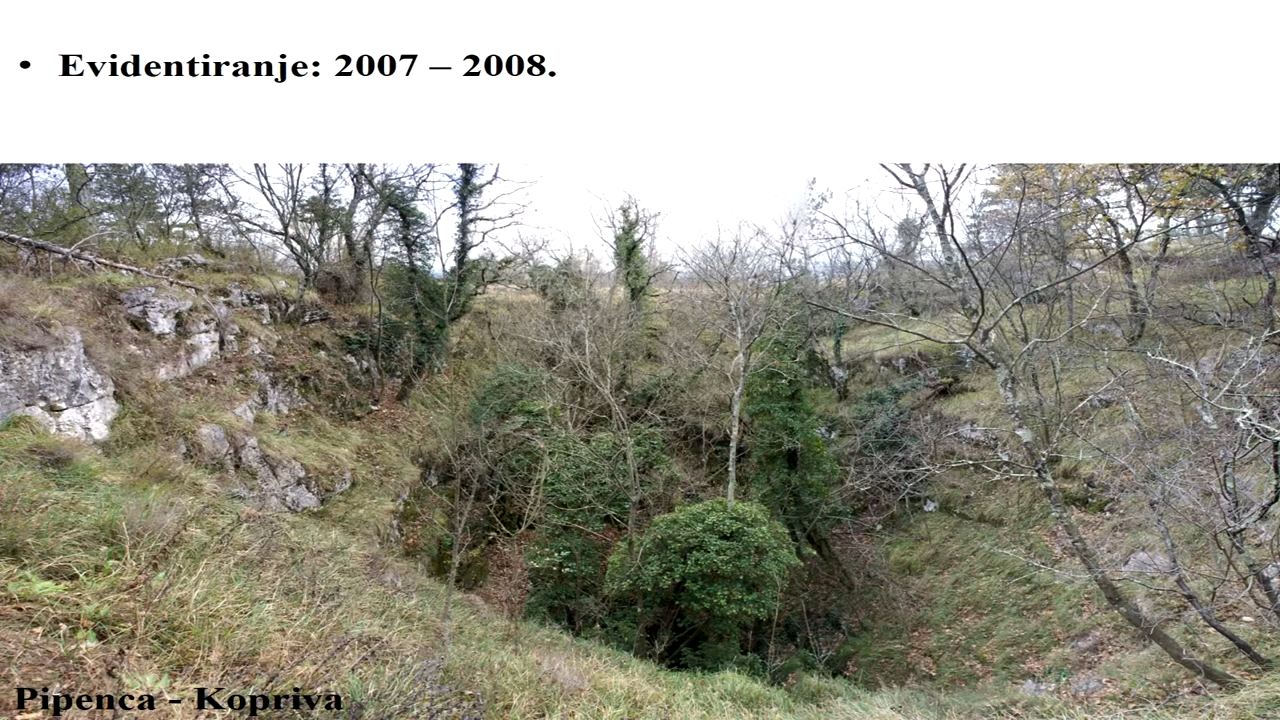 • Evidentiranje: 2007 – 2008.
Pipenca - Kopriva